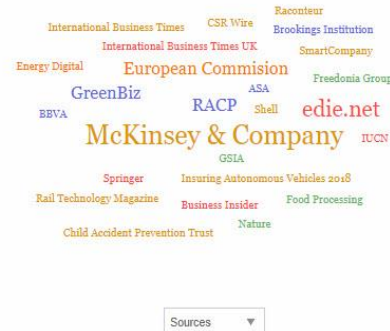 Raconteur
CSR Wire
International Business Times
Brookings Institution
International Business Times UK
SmartCompany
Energy Digital
European Commision
Freedonia Group
GreenBiz
ASA
BBVA
RACP
Shell
edie.net
McKinsey & Company
IUCN
GSIA
Springer
Insuring Autonomous Vehicles 2018
Rail Technology Magazine
Business Insider
Food Processing
Nature
Child Accident Prevention Trust
Sources